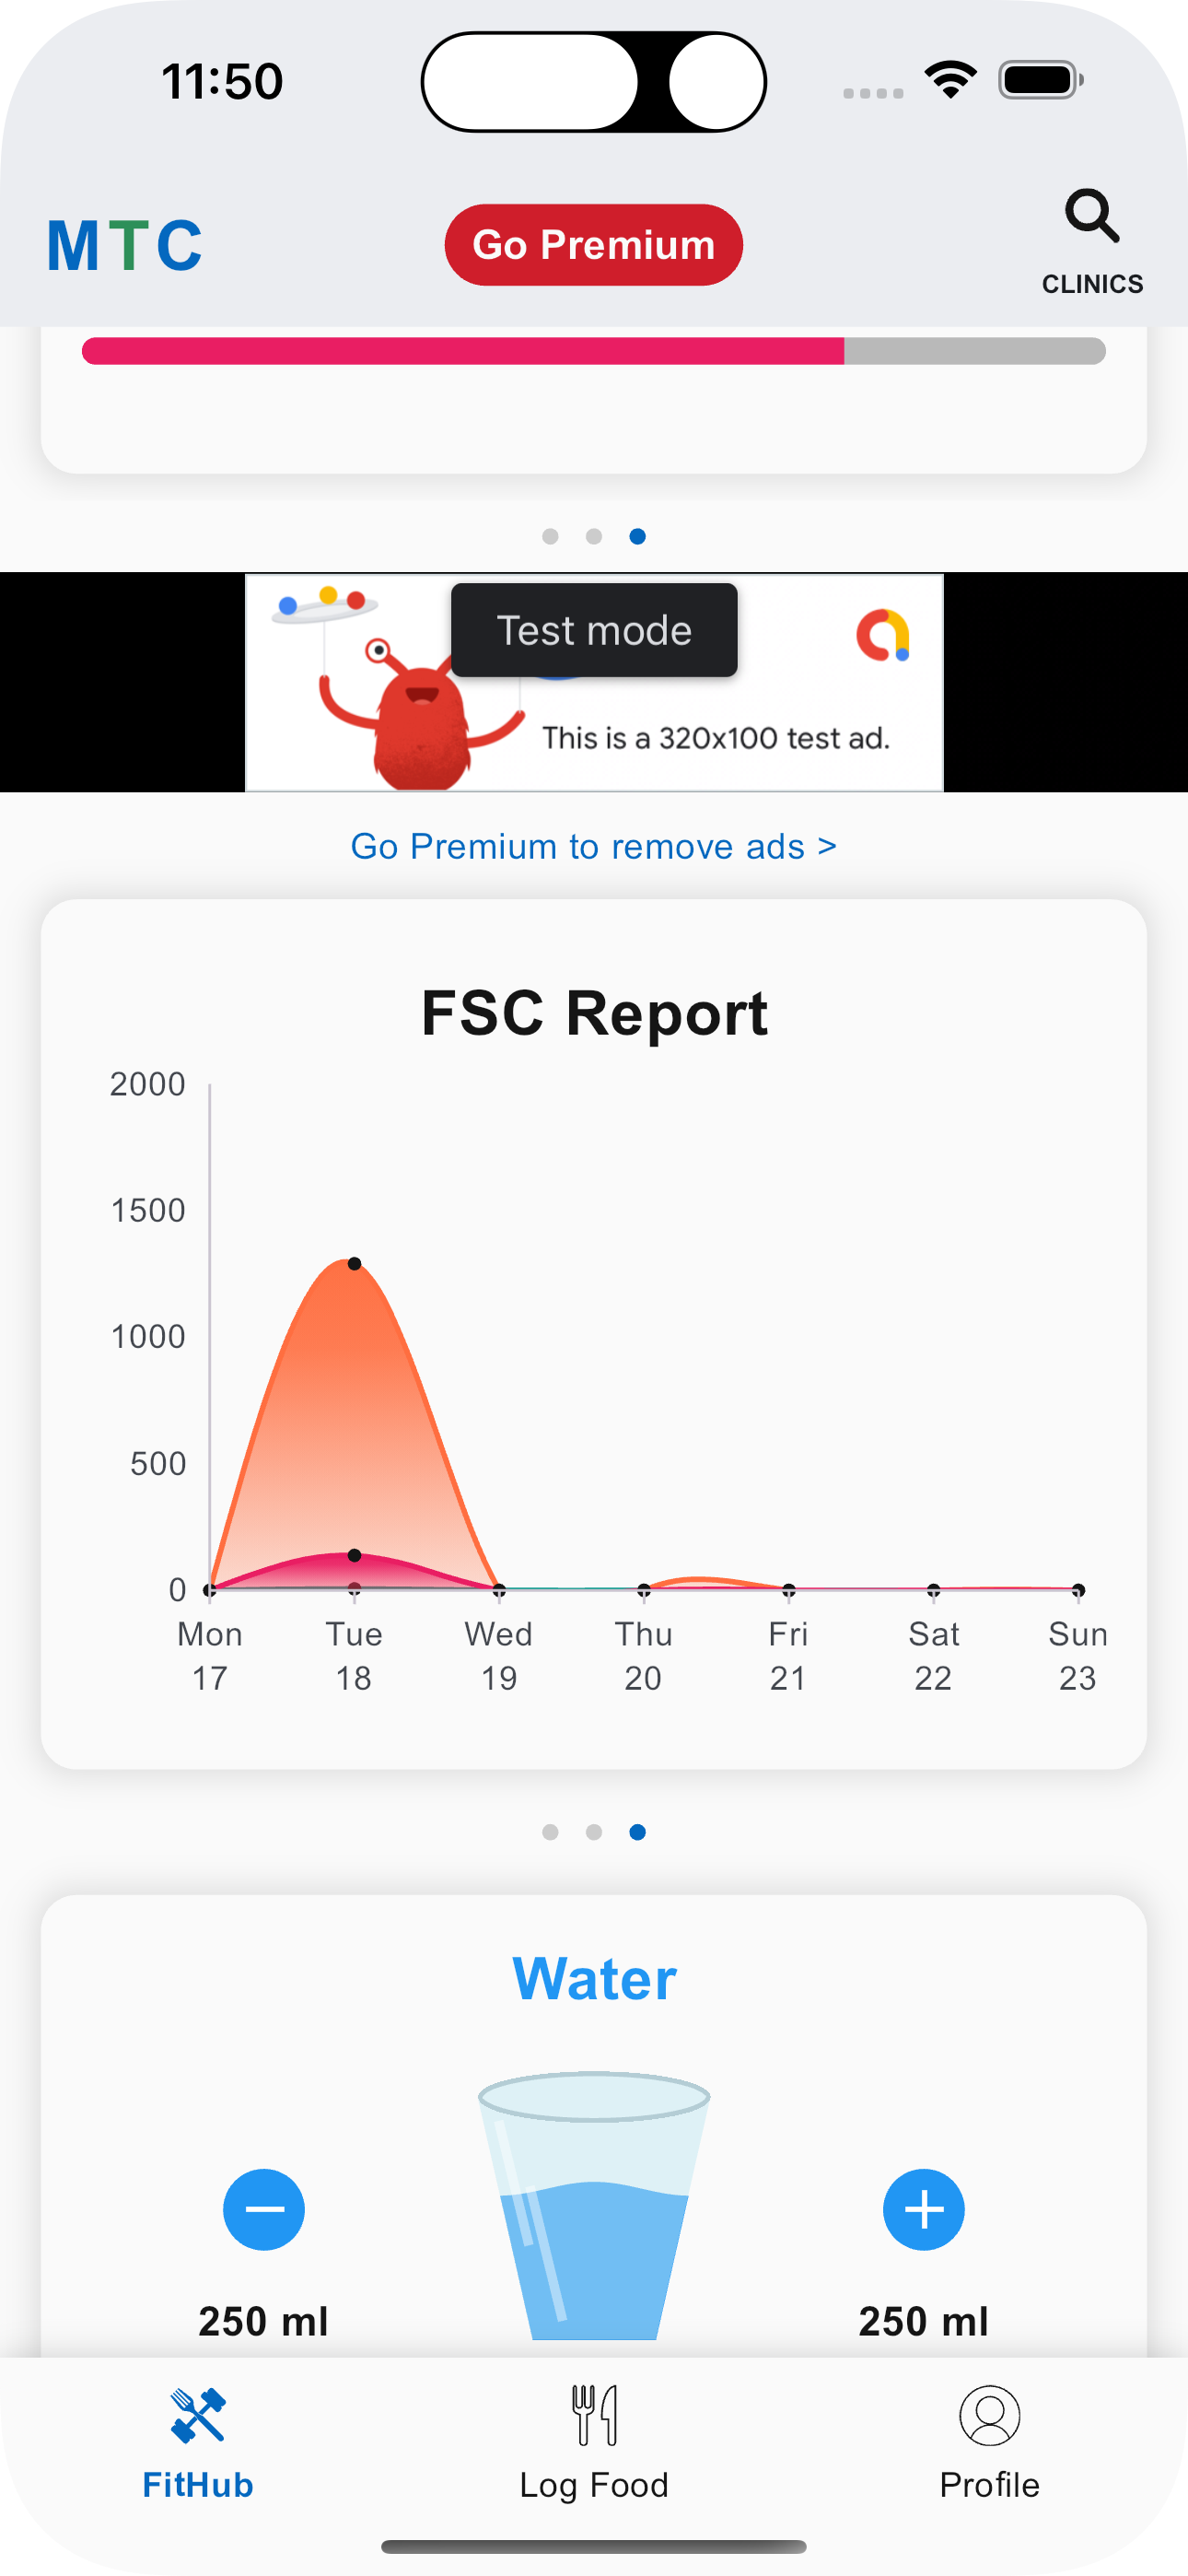 11:50
MTC
Go Premium
CLINICS
Test mode
This is a 320x100 test ad.
Go Premium to remove ads >
FSC Report
2000
1500
1000
500
0
Mon Tue Wed Thu Fri Sat Sun
17 18 19 20 21 22 23
Water
250 ml 250 ml
FitHub Log Food Profile